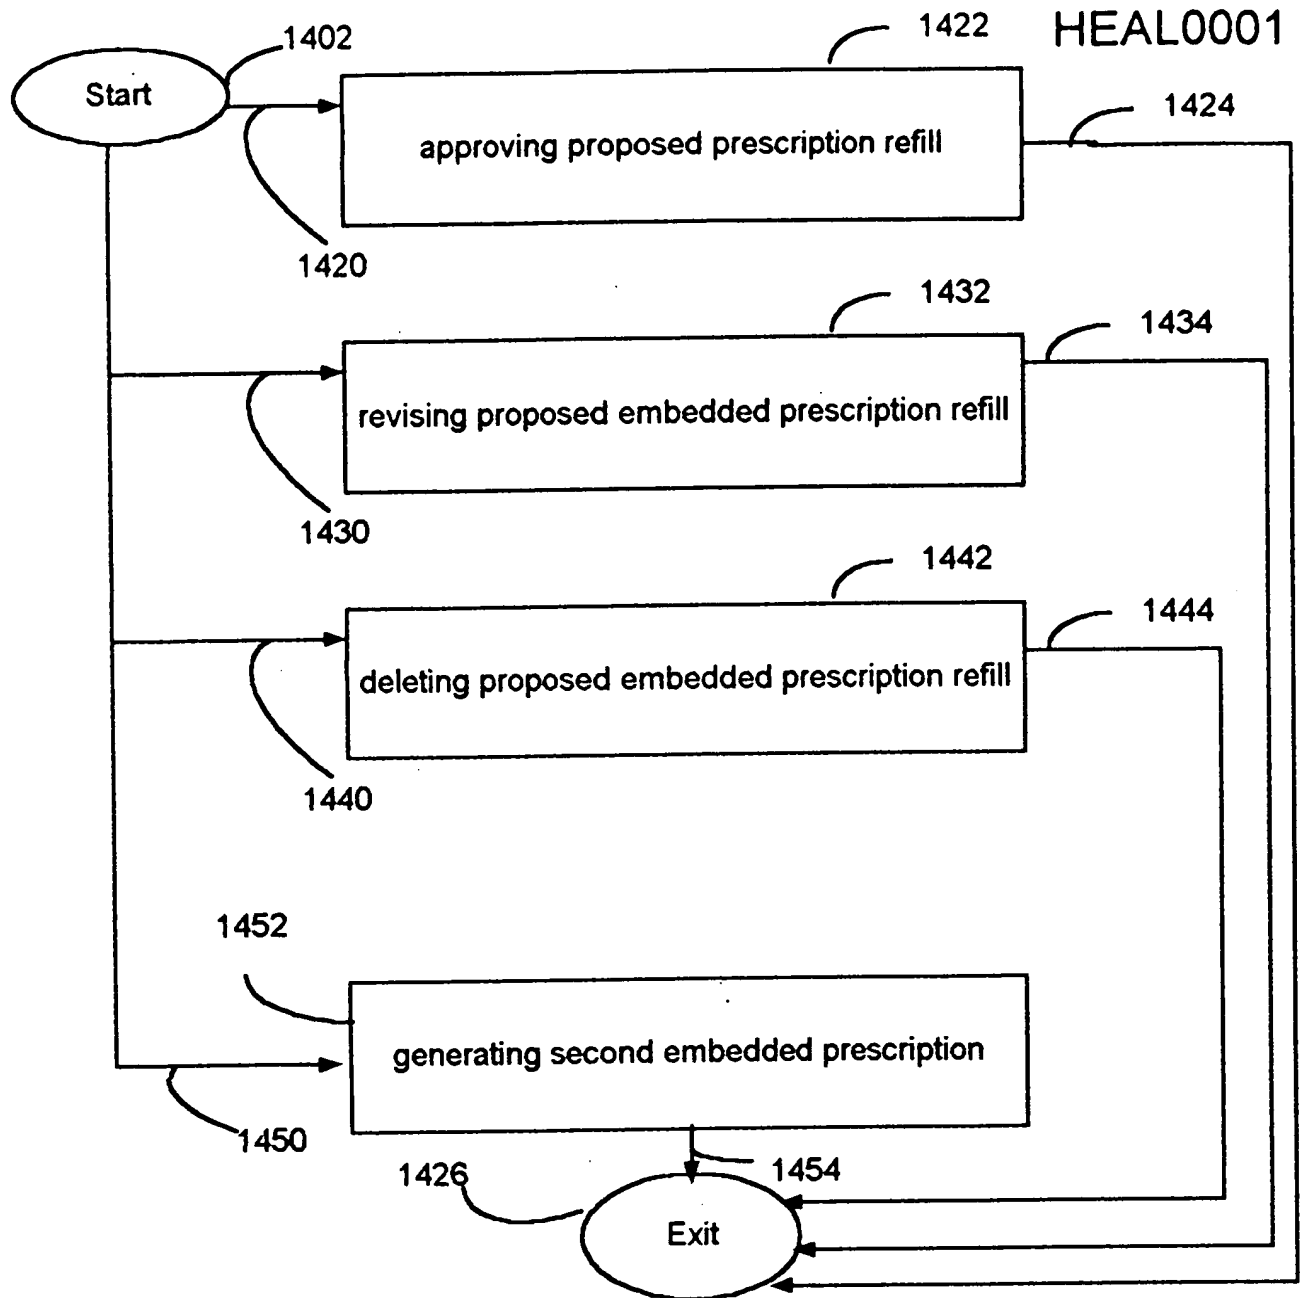 HEAL0001
1402
1422
Start
1424
approving proposed prescription refill
1420
1432
1434
revising proposed embedded prescription refill
1430
1442
1444
deleting proposed embedded prescription refill
1440
1452
generating second embedded prescription
1450
1454
1426
Exit